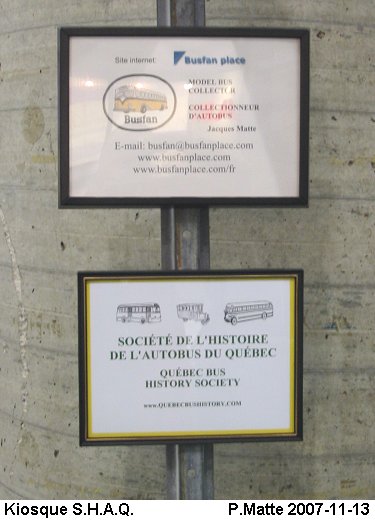 Site internet: Busfan place
MODEL BUS
COLLECTOR
COLLECTIONNEUR
D'AUTOBUS
Jacques Matte
Busfan
E-mail: busfan@busfanplace.com
www.busfanplace.com
www.busfanplace.com/fr
SOCIÉTÉ DE L'HISTOIRE
DE L'AUTOBUS DU QUÉBEC
QUÉBEC BUS
HISTORY SOCIETY
www.QUEBECBUSHISTORY.COM
Kiosque S.H.A.Q. P.Matte 2007-11-13